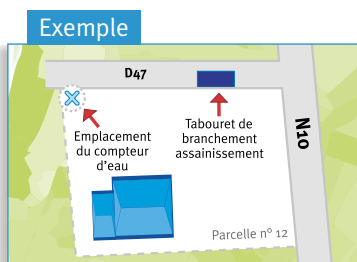 Exemple
D47
N10
Emplacement
du compteur
d'eau
Tabouret de
branchement
assainissement
Parcelle n° 12